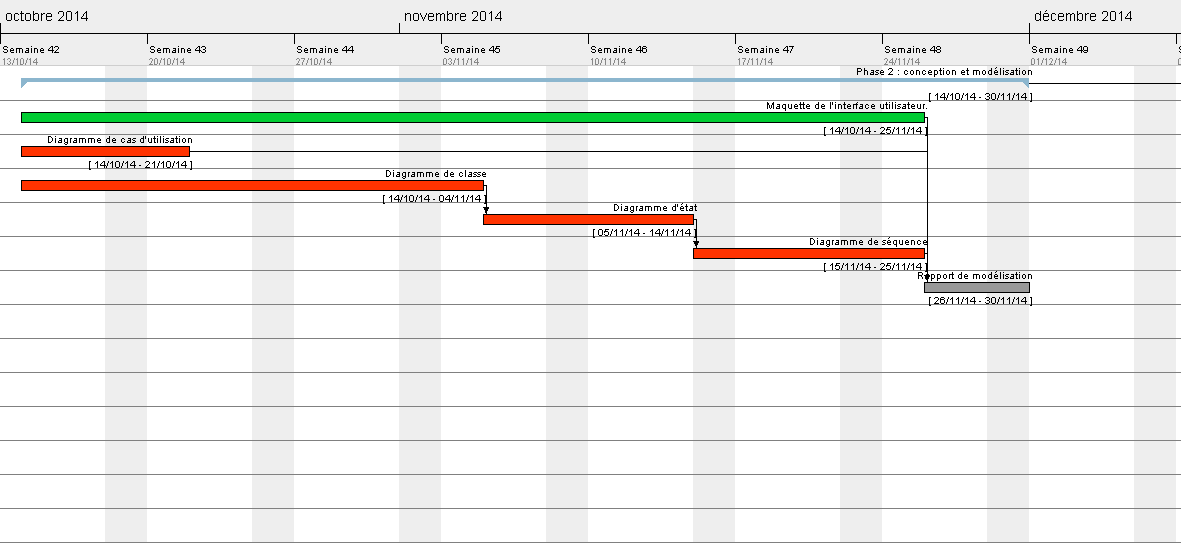 octobre 2014 novembre 2014 décembre 2014
Semaine 42 Semaine 43 Semaine 44 Semaine 45 Semaine 46 Semaine 47 Semaine 48 Semaine 49
13/10/14 20/10/14 27/10/14 03/11/14 10/11/14 17/11/14 24/11/14 01/12/14
Phase 2 : conception et modélisation
[ 14/10/14 - 30/11/14 ]
Maquette de l'interface utilisateur.
[ 14/10/14 - 25/11/14 ]
Diagramme de cas d'utilisation
[ 14/10/14 - 21/10/14 ]
Diagramme de classe
[ 14/10/14 - 04/11/14 ]
Diagramme d'état
[ 05/11/14 - 14/11/14 ]
Diagramme de séquence
[ 15/11/14 - 25/11/14 ]
Rapport de modélisation
[ 26/11/14 - 30/11/14 ]